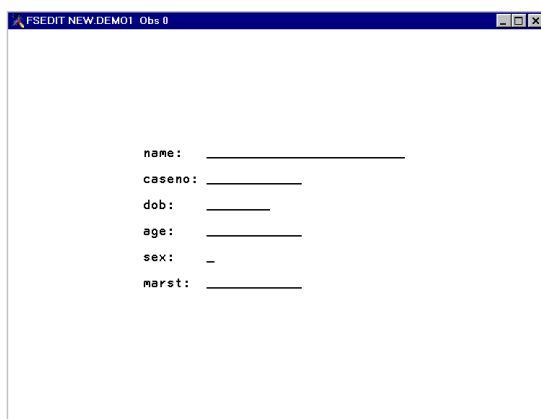 FSEDIT NEW.DEMO1 Obs 0
name:
caseno:
dob:
age:
sex:
marst: